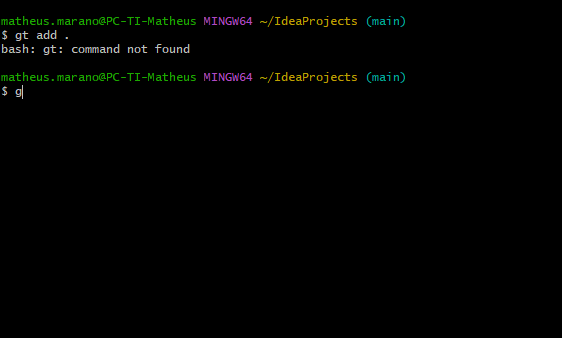 matheus.marano@PC-TI-Matheus MINGW64 ~/IdeaProjects (main)
$ gt add .
bash: gt: command not found
matheus.marano@PC-TI-Matheus MINGW64 ~/IdeaProjects (main)
$ g